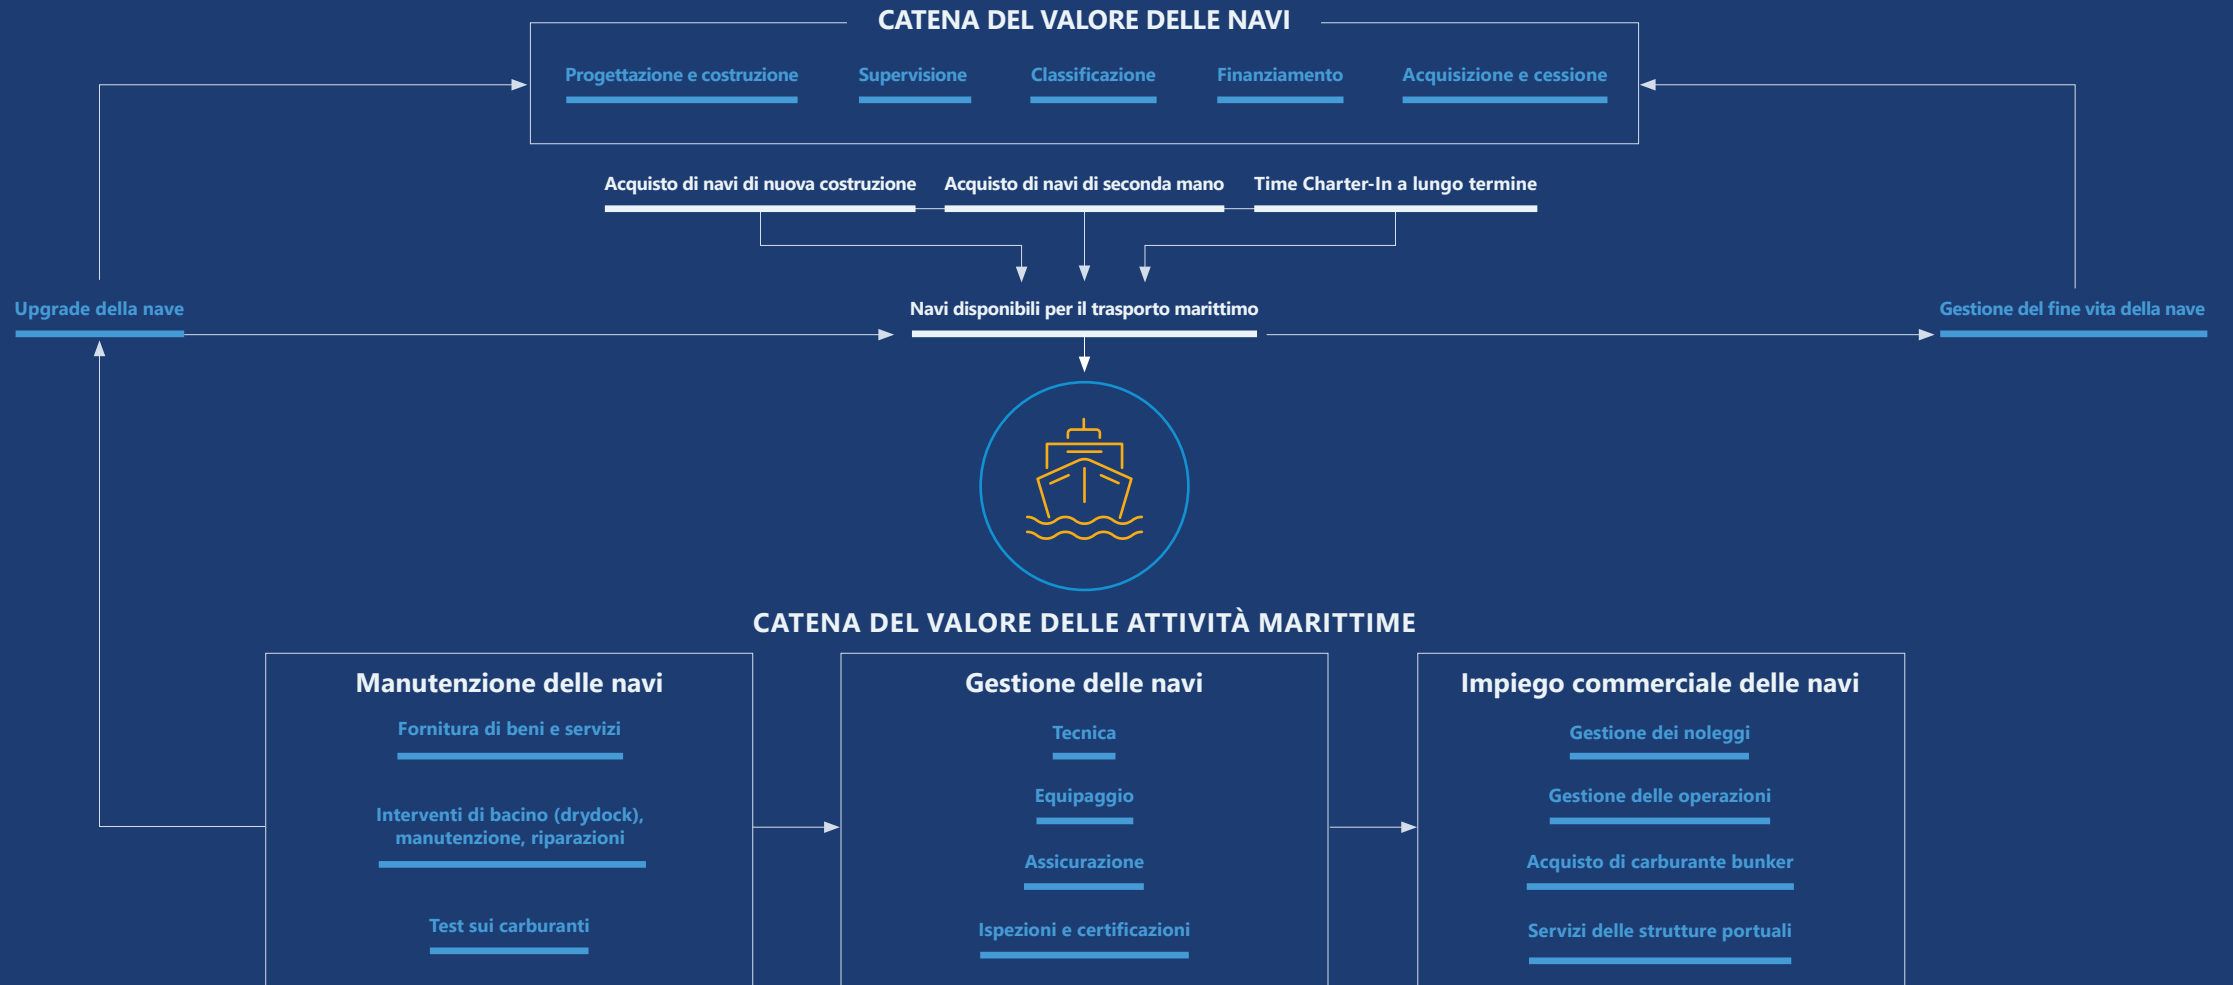 CATENA DEL VALORE DELLE NAVI
Progettazione e costruzione
Supervisione
Classificazione
Finanziamento
Acquisizione e cessione
Acquisto di navi di nuova costruzione
Acquisto di navi di seconda mano
Time Charter-In a lungo termine
Upgrade della nave
Navi disponibili per il trasporto marittimo
Gestione del fine vita della nave
CATENA DEL VALORE DELLE ATTIVITÀ MARITTIME
Manutenzione delle navi
Fornitura di beni e servizi
Interventi di bacino (drydock),
manutenzione, riparazioni
Test sui carburanti
Gestione delle navi
Tecnica
Equipaggio
Assicurazione
Ispezioni e certificazioni
Impiego commerciale delle navi
Gestione dei noleggi
Gestione delle operazioni
Acquisto di carburante bunker
Servizi delle strutture portuali